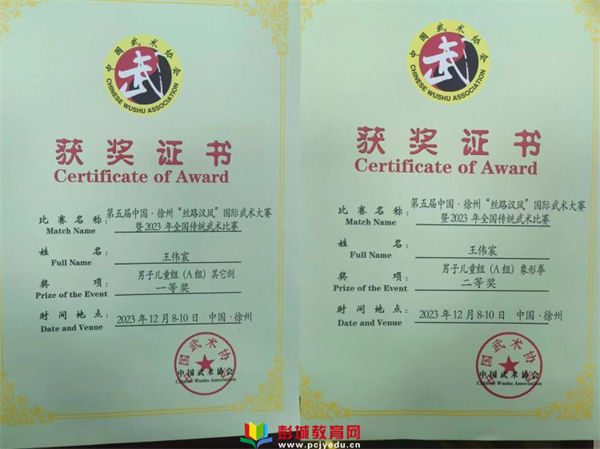 中国武术协会
CHINESE WUSHU ASSOCIATION
获奖证书
Certificate of Award
比赛名称: 第五届中国·徐州“丝路汉风”国际武术大赛
Match Name 暨2023年全国传统武术比赛
姓名: 王伟宸
Full Name
奖项: 男子儿童组(A组)其它剑
Prize of the Event 一等奖
时间地点: 2023年12月8-10日 中国·徐州
Date and Venue
中国武术协会
中国武术协会
Chinese Wushu Association
中国武术协会
CHINESE WUSHU ASSOCIATION
获奖证书
Certificate of Award
比赛名称: 第五届中国·徐州“丝路汉风”国际武术大赛
Match Name 暨2023年全国传统武术比赛
姓名: 王伟宸
Full Name
奖项: 男子儿童组(A组)象形拳
Prize of the Event 二等奖
时间地点: 2023年12月8-10日 中国·徐州
Date and Venue
中国武术协会
中国武术协会
Chinese Wushu Association
彭城教育网
www.pcjyedu.cn